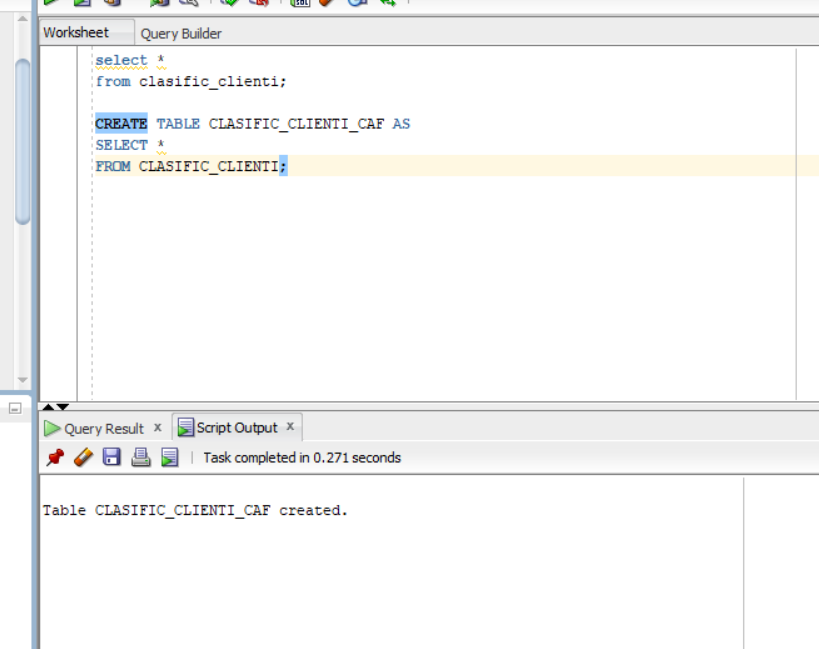 Worksheet Query Builder
select *
from clasific_clienti;
CREATE TABLE CLASIFIC_CLIENTI_CAF AS
SELECT *
FROM CLASIFIC_CLIENTI;
Query Result x Script Output x
Task completed in 0.271 seconds
Table CLASIFIC_CLIENTI_CAF created.